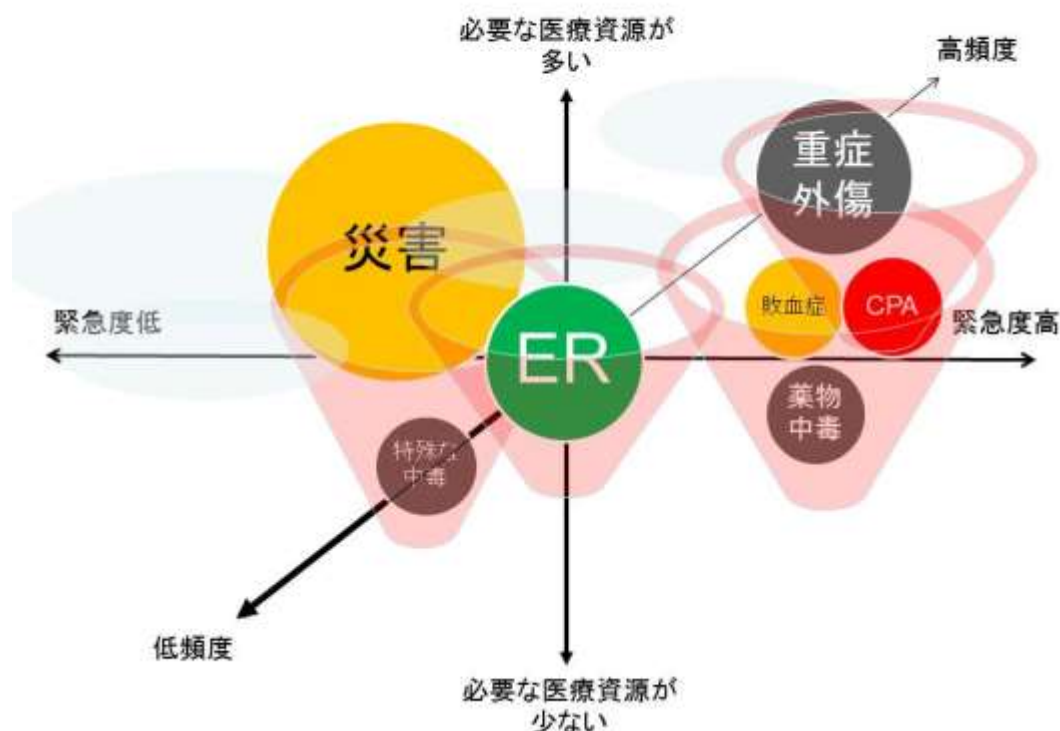 必要な医療資源が
多い
高頻度
重症
外傷
災害
緊急度低
敗血症
CPA
緊急度高
ER
薬物
中毒
特殊な
中毒
低頻度
必要な医療資源が
少ない